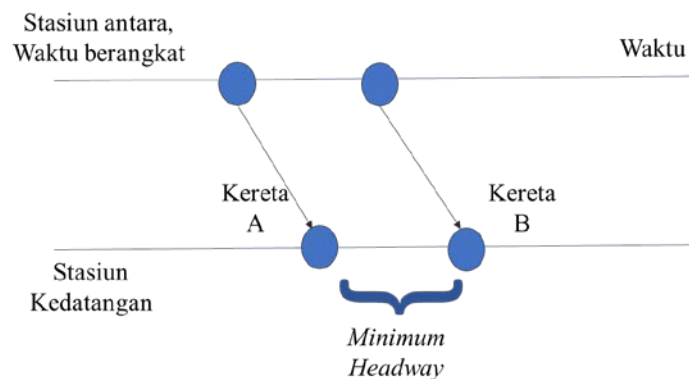 Stasiun antara,
Waktu berangkat
Waktu
Kereta
A
Kereta
B
Stasiun
Kedatangan
Minimum
Headway